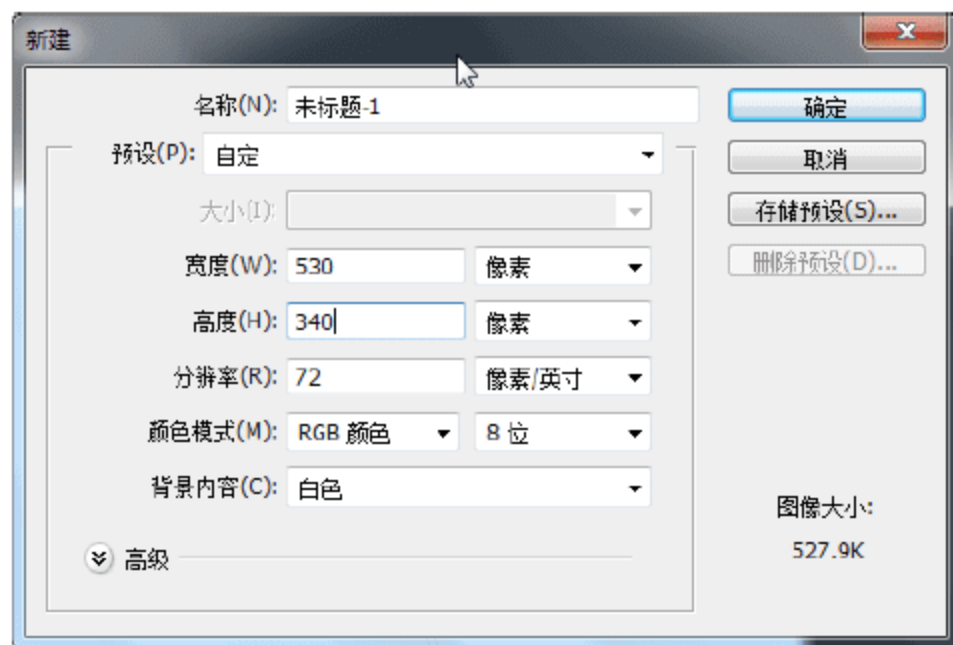 新建
名称(N): 未标题-1
确定
预设(P): 自定
取消
大小(I):
存储预设(S)...
宽度(W): 530 像素
删除预设(D)...
高度(H): 340 像素
分辨率(R): 72 像素/英寸
颜色模式(M): RGB 颜色 8 位
背景内容(C): 白色
图像大小:
527.9K
高级